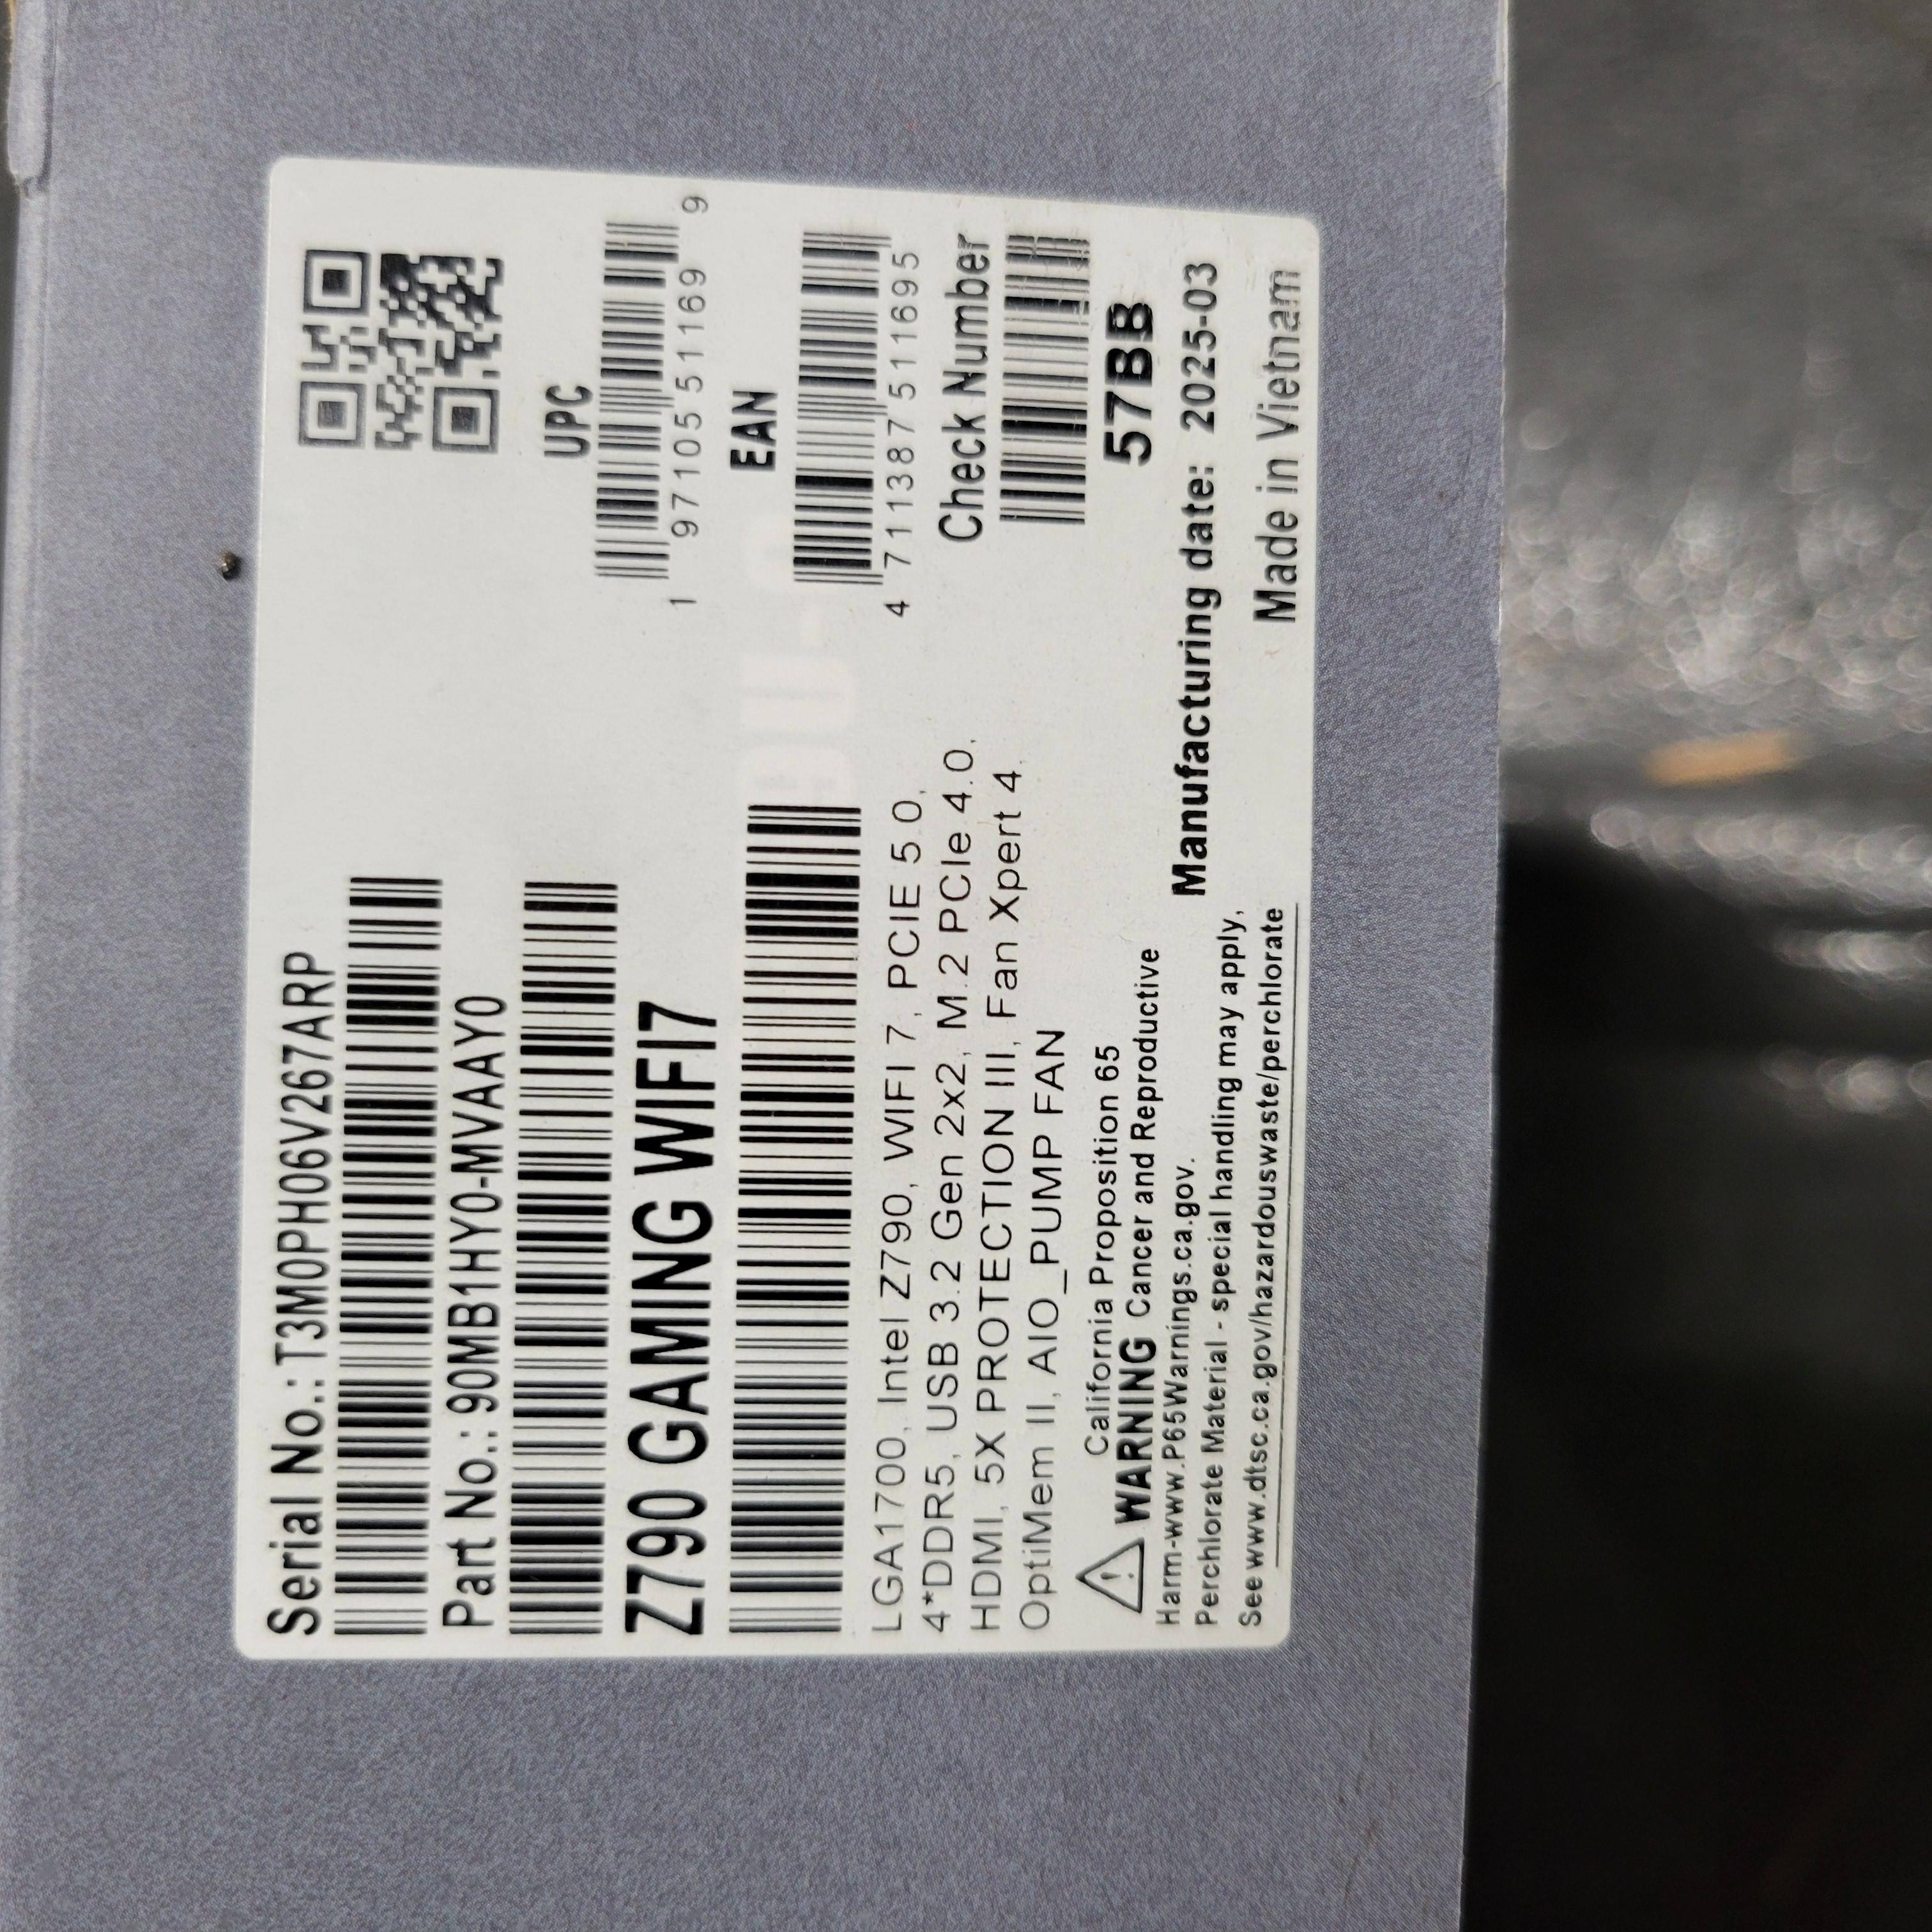 Serial No.: T3M0PH06V267ARP
Part No.: 90MB1HY0-MVAAY0
Z790 GAMING WIFI7
LGA1700, Intel Z790, WIFI 7, PCIE 5.0,
4*DDR5, USB 3.2 Gen 2x2, M.2 PCIe 4.0,
HDMI, 5X PROTECTION III, Fan Xpert 4,
OptiMem II, AIO_PUMP FAN
California Proposition 65
WARNING Cancer and Reproductive
Harm-www.P65Warnings.ca.gov.
Perchlorate Material - special handling may apply,
See www.dtsc.ca.gov/hazardouswaste/perchlorate
UPC
1 97105 51169 9
EAN
4 711387 511695
Check Number
57BB
Manufacturing date: 2025-03
Made in Vietnam